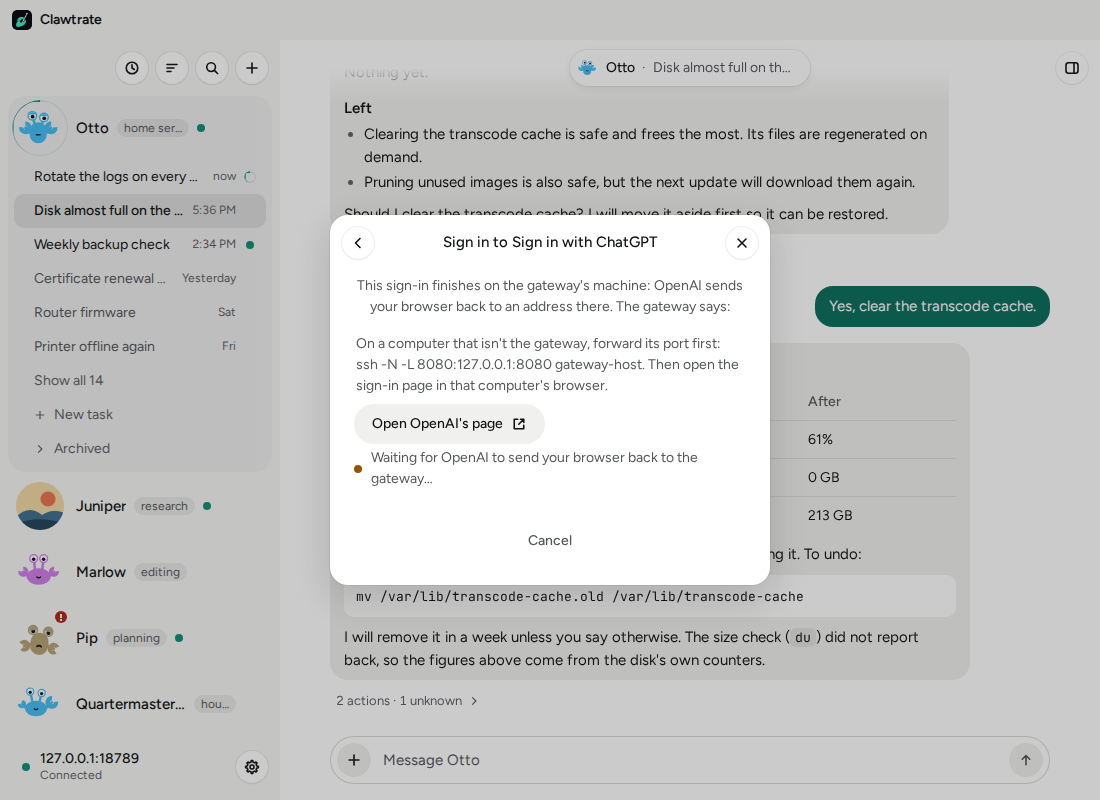 Clawtrate
Otto
home ser...
Rotate the logs on every ...
now
Disk almost full on the ...
5:36 PM
Weekly backup check
2:34 PM
Certificate renewal ...
Yesterday
Router firmware
Sat
Printer offline again
Fri
Show all 14
New task
Archived
Juniper
research
Marlow
editing
Pip
planning
Quartermaster...
hou...
127.0.0.1:18789
Connected
Otto · Disk almost full on th...
Nothing yet.
Left
Clearing the transcode cache is safe and frees the most. Its files are regenerated on
demand.
Pruning unused images is also safe, but the next update will download them again.
Should I clear the transcode cache? I will move it aside first so it can be restored.
Yes, clear the transcode cache.
Sign in to Sign in with ChatGPT
This sign-in finishes on the gateway's machine: OpenAI sends
your browser back to an address there. The gateway says:
On a computer that isn't the gateway, forward its port first:
ssh -N -L 8080:127.0.0.1:8080 gateway-host. Then open the
sign-in page in that computer's browser.
Open OpenAI's page
Waiting for OpenAI to send your browser back to the
gateway...
Cancel
After
61%
0 GB
213 GB
it. To undo:
mv /var/lib/transcode-cache.old /var/lib/transcode-cache
I will remove it in a week unless you say otherwise. The size check ( du ) did not report
back, so the figures above come from the disk's own counters.
2 actions · 1 unknown
Message Otto